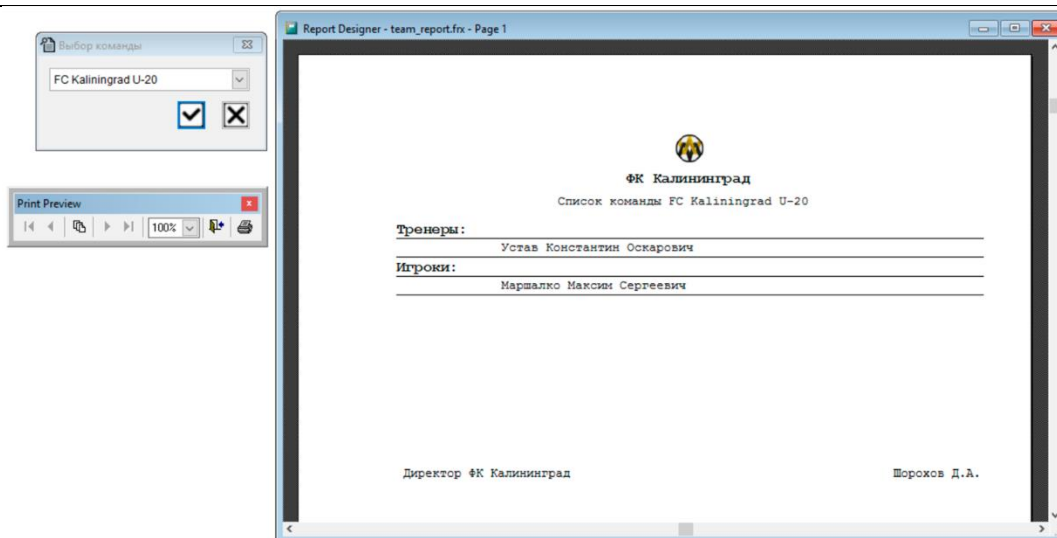 Выбор команды
FC Kaliningrad U-20
Print Preview
100%
Report Designer - team_report.frx - Page 1
ФК Калининград
Список команды FC Kaliningrad U-20
Тренеры:
Устав Константин Оскарович
Игроки:
Маршалко Максим Сергеевич
Директор ФК Калининград
Шорохов Д.А.